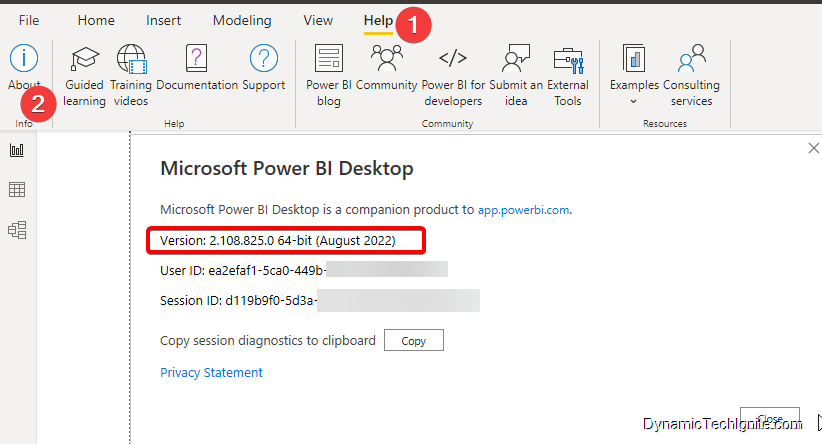 File Home Insert Modeling View Help 1
About Guided learning Training videos Documentation Support Power BI blog Community Power BI for developers Submit an idea External Tools Examples Consulting services
2
Info Help Community Resources
Microsoft Power BI Desktop
Microsoft Power BI Desktop is a companion product to app.powerbi.com.
Version: 2.108.825.0 64-bit (August 2022)
User ID: ea2efaf1-5ca0-449b-
Session ID: d119b9f0-5d3a-
Copy session diagnostics to clipboard Copy
Privacy Statement
Close
DynamicTechIgnite.com